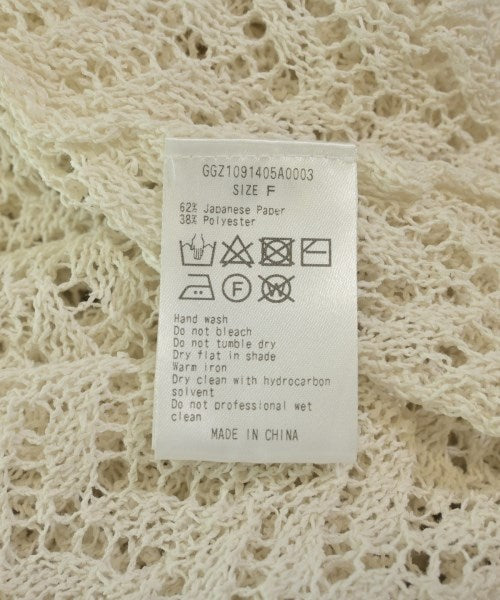 GGZ1091405A0003
SIZE F
62% Japanese Paper
38% Polyester
F
W
Hand wash
Do not bleach
Do not tumble dry
Dry flat in shade
Warm iron
Dry clean with hydrocarbon
solvent
Do not professional wet
clean
MADE IN CHINA